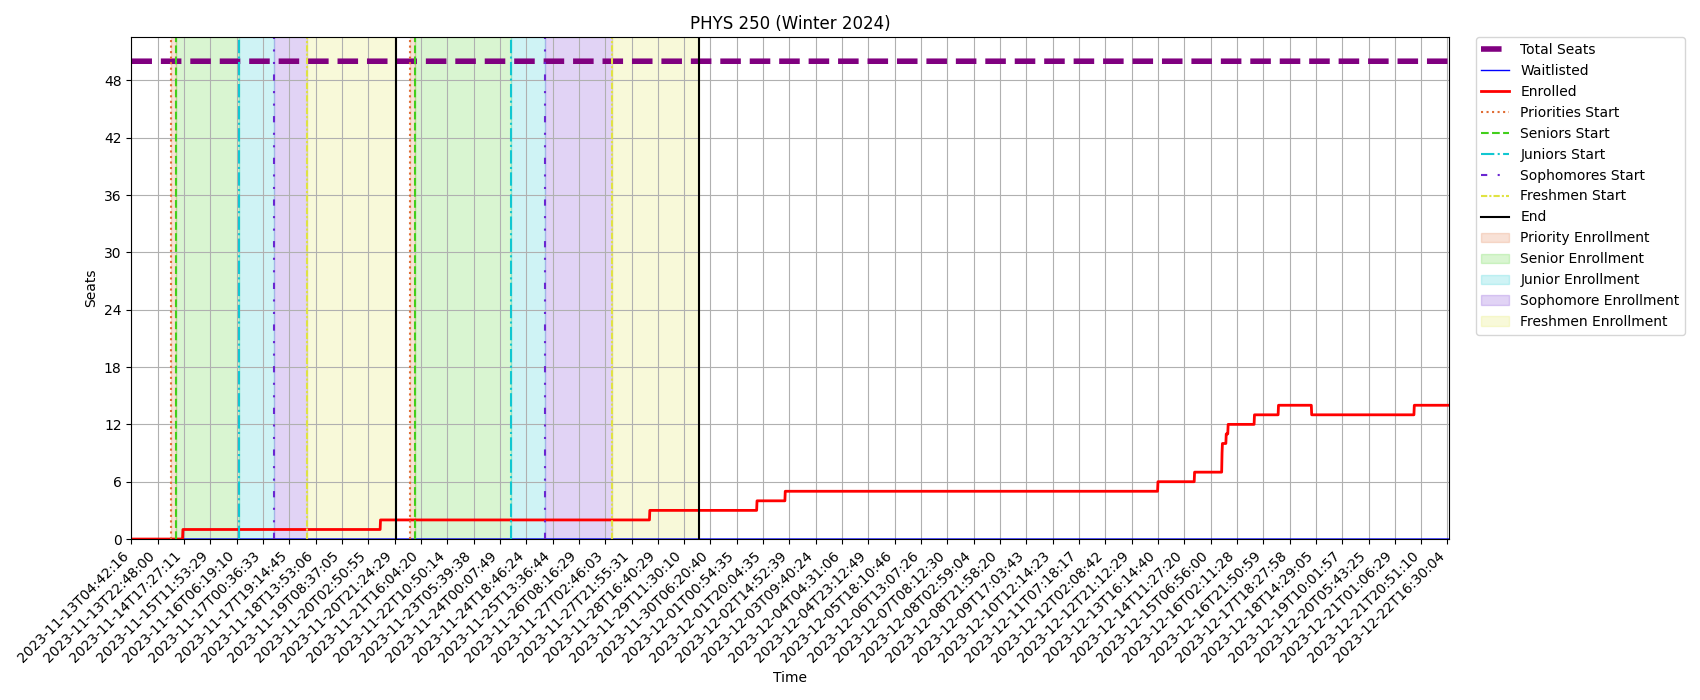 PHYS 250 (Winter 2024)
Total Seats
Waitlisted
Enrolled
Priorities Start
Seniors Start
Juniors Start
Sophomores Start
Freshmen Start
End
Priority Enrollment
Senior Enrollment
Junior Enrollment
Sophomore Enrollment
Freshmen Enrollment
Seats
48
42
36
30
24
18
12
6
0
2023-11-13T04:42:16
2023-11-13T22:48:00
2023-11-14T17:27:11
2023-11-15T11:53:29
2023-11-16T06:19:10
2023-11-17T00:36:33
2023-11-17T19:14:45
2023-11-18T13:53:06
2023-11-19T08:37:05
2023-11-20T02:50:55
2023-11-20T21:24:29
2023-11-21T16:04:20
2023-11-22T10:50:14
2023-11-23T05:39:38
2023-11-24T00:07:49
2023-11-24T18:46:24
2023-11-25T13:36:44
2023-11-26T08:16:29
2023-11-27T02:46:03
2023-11-27T21:55:31
2023-11-28T16:40:29
2023-11-29T11:30:10
2023-11-30T06:20:40
2023-12-01T00:54:35
2023-12-01T20:04:35
2023-12-02T14:52:39
2023-12-03T09:40:24
2023-12-04T04:31:06
2023-12-04T23:12:49
2023-12-05T18:10:46
2023-12-06T13:07:26
2023-12-07T08:12:30
2023-12-08T02:59:04
2023-12-08T21:58:20
2023-12-09T17:03:43
2023-12-10T12:14:23
2023-12-11T07:18:17
2023-12-12T02:08:42
2023-12-12T21:12:29
2023-12-13T16:14:40
2023-12-14T11:27:20
2023-12-15T06:56:00
2023-12-16T02:11:28
2023-12-16T21:50:59
2023-12-17T18:27:58
2023-12-18T14:29:05
2023-12-19T10:01:57
2023-12-20T05:43:25
2023-12-21T01:06:29
2023-12-21T20:51:10
2023-12-22T16:30:04
Time